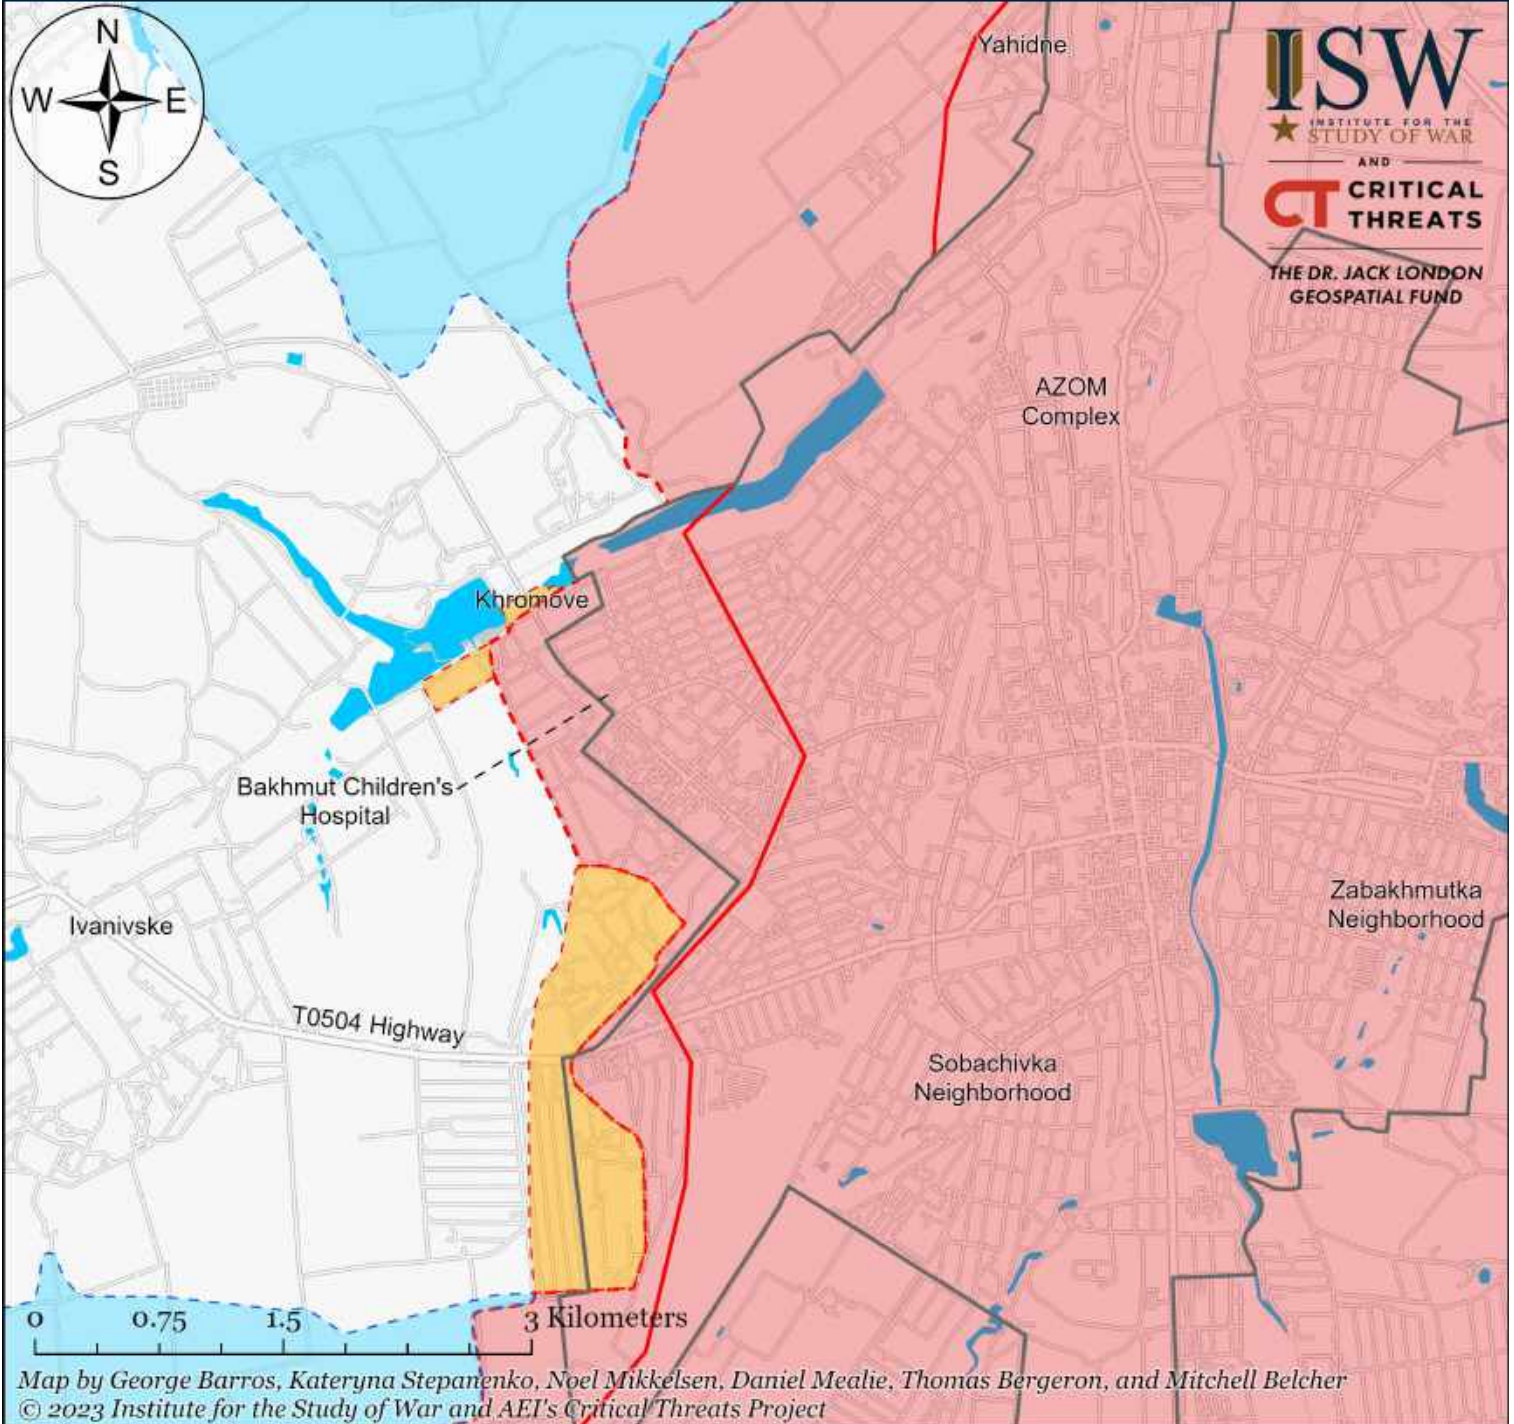 N
W
E
S
Yahidne
ISW
INSTITUTE FOR THE
STUDY OF WAR
AND
CT CRITICAL
THREATS
THE DR. JACK LONDON
GEOSPATIAL FUND
AZOM
Complex
Khromove
Bakhmut Children's
Hospital
Zabakhmutka
Neighborhood
Ivanivske
T0504 Highway
Sobachivka
Neighborhood
0 0.75 1.5 3 Kilometers
Map by George Barros, Kateryna Stepanenko, Noel Mikkelsen, Daniel Mealie, Thomas Bergeron, and Mitchell Belcher
© 2023 Institute for the Study of War and AEI's Critical Threats Project